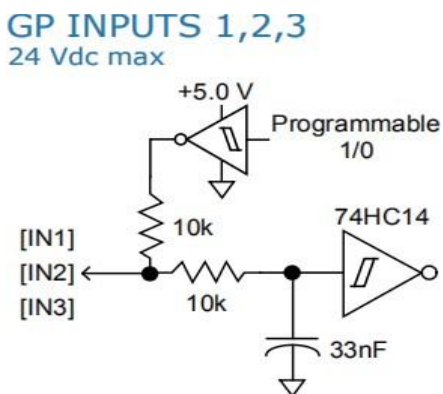 GP INPUTS 1,2,3
24 Vdc max
+5.0 V
Programmable
1/0
10k
74HC14
[IN1]
[IN2]
[IN3]
10k
33nF